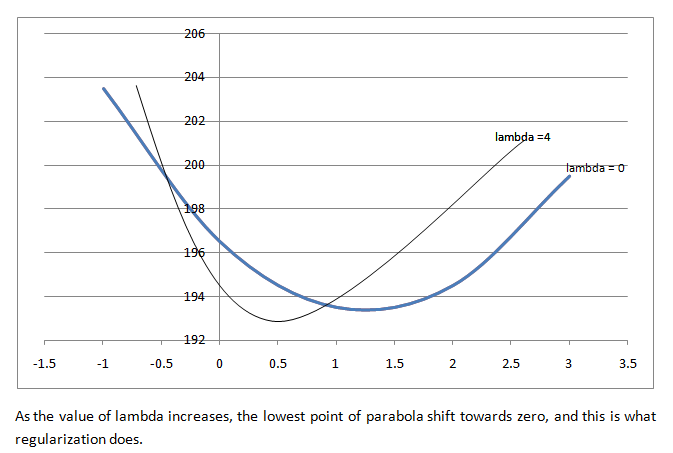 206
204
202
lambda =4
200
lambda = 0
198
196
194
192
-1.5 -1 -0.5 0 0.5 1 1.5 2 2.5 3 3.5
As the value of lambda increases, the lowest point of parabola shift towards zero, and this is what
regularization does.